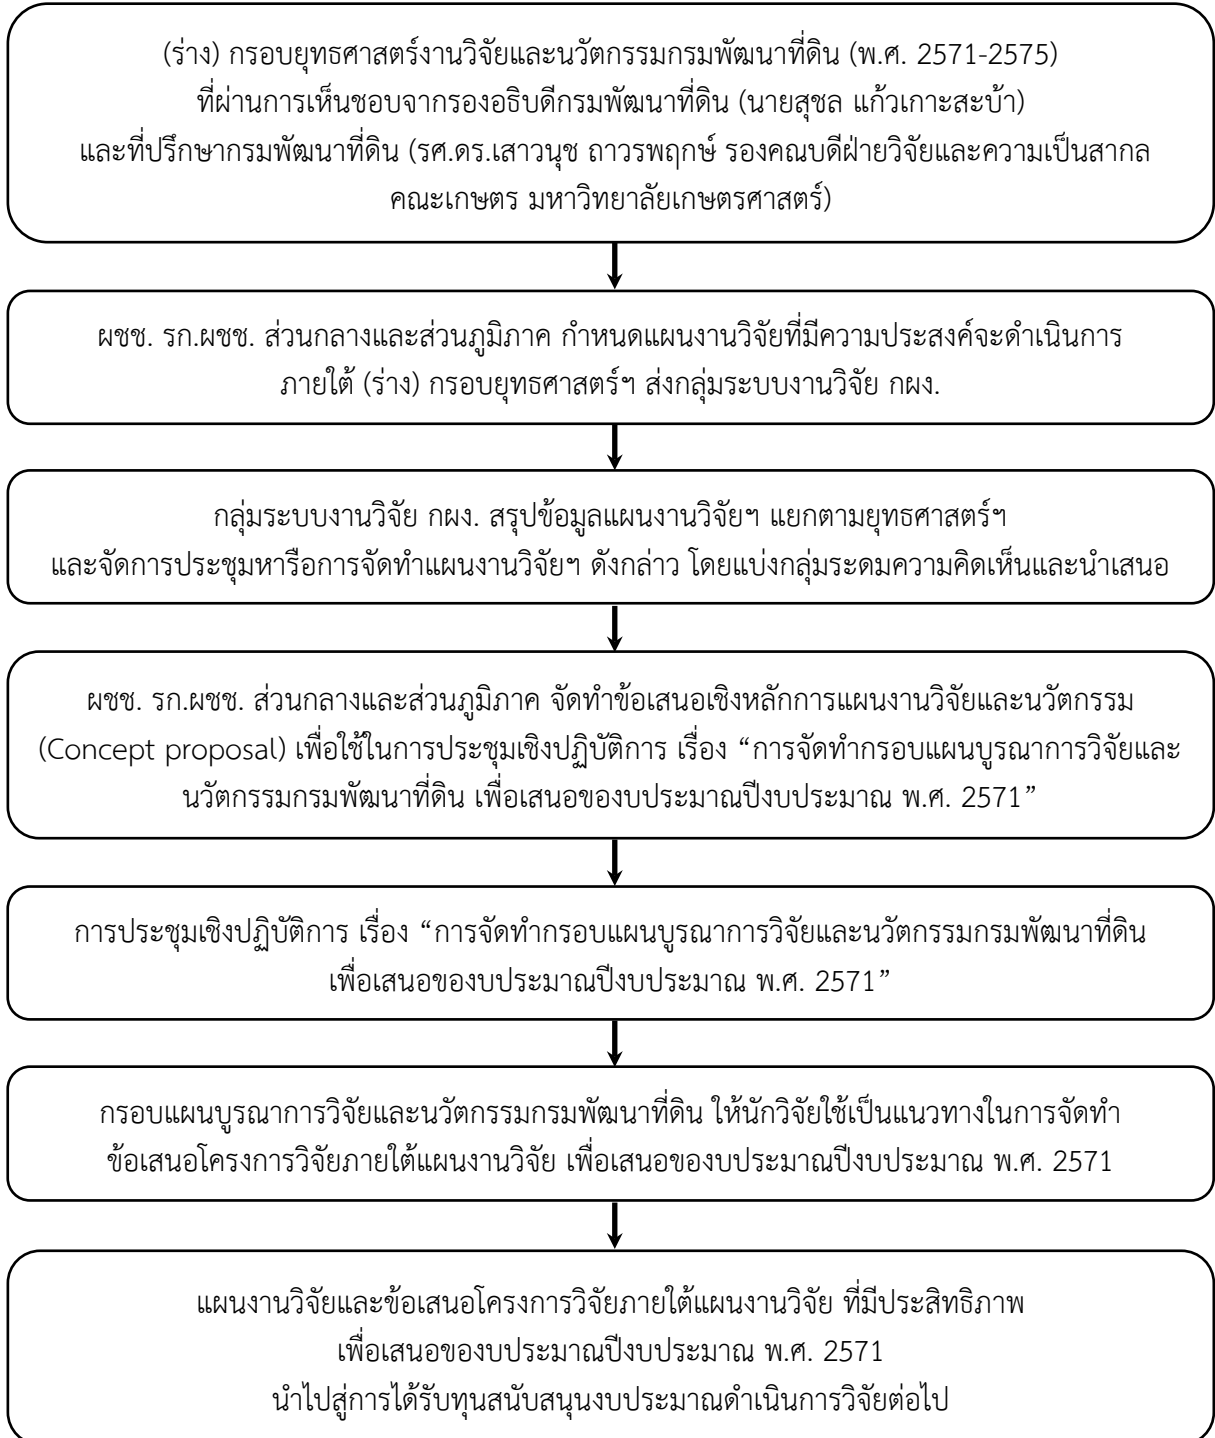 (ร่าง) กรอบยุทธศาสตร์งานวิจัยและนวัตกรรมกรมพัฒนาที่ดิน (พ.ศ. 2571-2575)
ที่ผ่านการเห็นชอบจากรองอธิบดีกรมพัฒนาที่ดิน (นายสุชล แก้วเกาะสะบ้า)
และที่ปรึกษากรมพัฒนาที่ดิน (รศ.ดร.เสาวนุช ถาวรพฤกษ์ รองคณบดีฝ่ายวิจัยและความเป็นสากล
คณะเกษตร มหาวิทยาลัยเกษตรศาสตร์)
ผชช. รก.ผชช. ส่วนกลางและส่วนภูมิภาค กำหนดแผนงานวิจัยที่มีความประสงค์จะดำเนินการ
ภายใต้ (ร่าง) กรอบยุทธศาสตร์ฯ ส่งกลุ่มระบบงานวิจัย กผง.
กลุ่มระบบงานวิจัย กผง. สรุปข้อมูลแผนงานวิจัยฯ แยกตามยุทธศาสตร์ฯ
และจัดการประชุมหารือการจัดทำแผนงานวิจัยฯ ดังกล่าว โดยแบ่งกลุ่มระดมความคิดเห็นและนำเสนอ
ผชช. รก.ผชช. ส่วนกลางและส่วนภูมิภาค จัดทำข้อเสนอเชิงหลักการแผนงานวิจัยและนวัตกรรม
(Concept proposal) เพื่อใช้ในการประชุมเชิงปฏิบัติการ เรื่อง “การจัดทำกรอบแผนบูรณาการวิจัยและ
นวัตกรรมกรมพัฒนาที่ดิน เพื่อเสนอของบประมาณปีงบประมาณ พ.ศ. 2571”
การประชุมเชิงปฏิบัติการ เรื่อง “การจัดทำกรอบแผนบูรณาการวิจัยและนวัตกรรมกรมพัฒนาที่ดิน
เพื่อเสนอของบประมาณปีงบประมาณ พ.ศ. 2571”
กรอบแผนบูรณาการวิจัยและนวัตกรรมกรมพัฒนาที่ดิน ให้นักวิจัยใช้เป็นแนวทางในการจัดทำ
ข้อเสนอโครงการวิจัยภายใต้แผนงานวิจัย เพื่อเสนอของบประมาณปีงบประมาณ พ.ศ. 2571
แผนงานวิจัยและข้อเสนอโครงการวิจัยภายใต้แผนงานวิจัย ที่มีประสิทธิภาพ
เพื่อเสนอของบประมาณปีงบประมาณ พ.ศ. 2571
นำไปสู่การได้รับทุนสนับสนุนงบประมาณดำเนินการวิจัยต่อไป